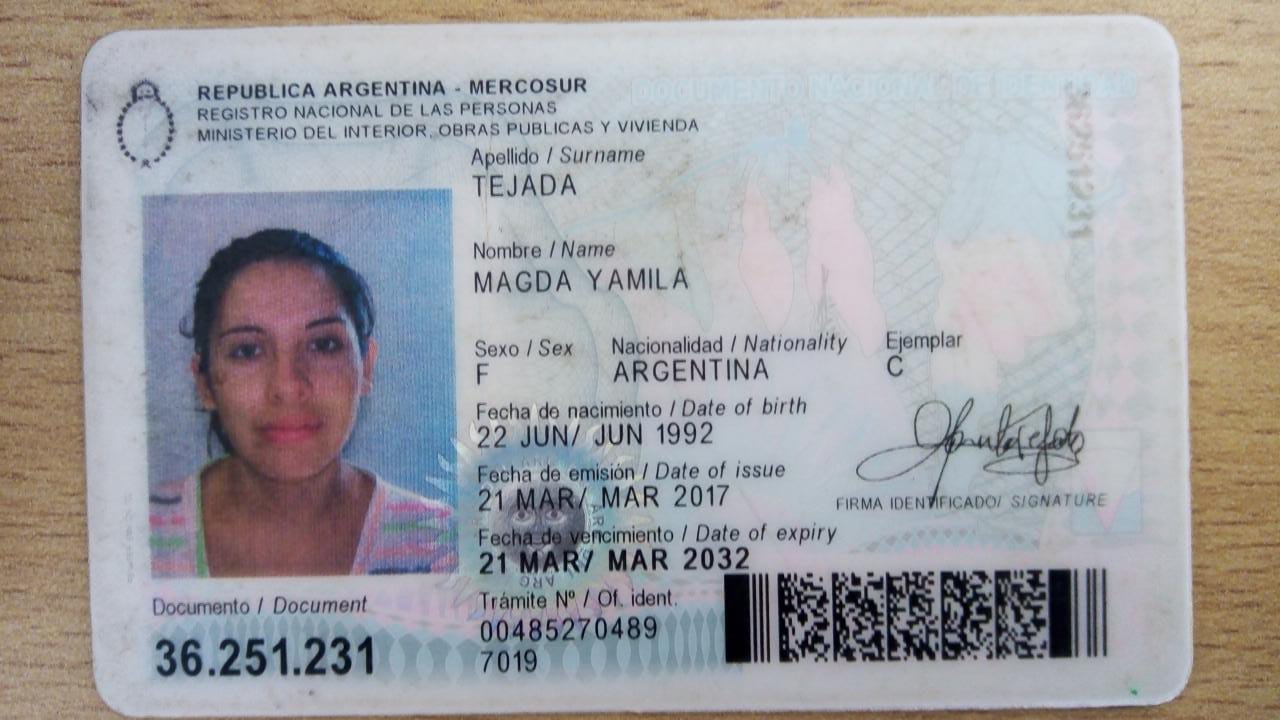 REPUBLICA ARGENTINA - MERCOSUR
REGISTRO NACIONAL DE LAS PERSONAS
MINISTERIO DEL INTERIOR, OBRAS PUBLICAS Y VIVIENDA
DOCUMENTO NACIONAL DE IDENTIDAD
Apellido / Surname
TEJADA
Nombre / Name
MAGDA YAMILA
Sexo / Sex Nacionalidad / Nationality Ejemplar
F ARGENTINA C
Fecha de nacimiento / Date of birth
22 JUN/ JUN 1992
Fecha de emisión / Date of issue
21 MAR/ MAR 2017
FIRMA IDENTIFICADO/ SIGNATURE
Fecha de vencimiento / Date of expiry
21 MAR/ MAR 2032
ARG
Documento / Document
36.251.231
Trámite Nº / Of. ident.
00485270489
7019
36251231